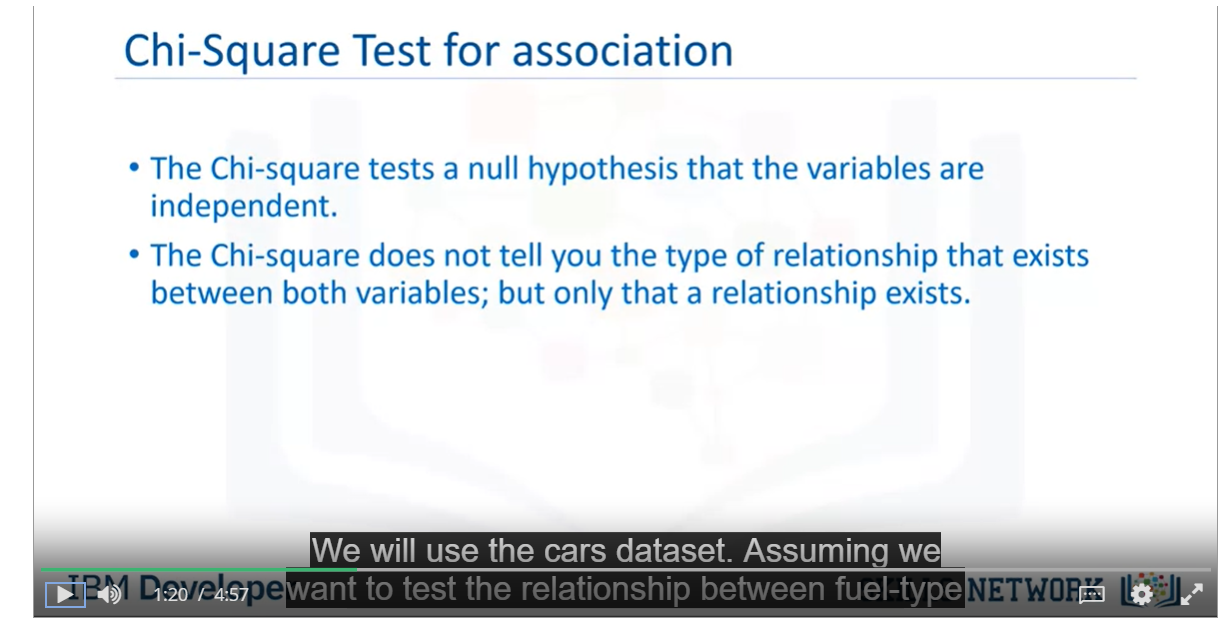 Chi-Square Test for association
• The Chi-square tests a null hypothesis that the variables are
independent.
• The Chi-square does not tell you the type of relationship that exists
between both variables; but only that a relationship exists.
We will use the cars dataset. Assuming we
want to test the relationship between fuel-type
IBM Develope
NETWORK
1:20 / 4:57